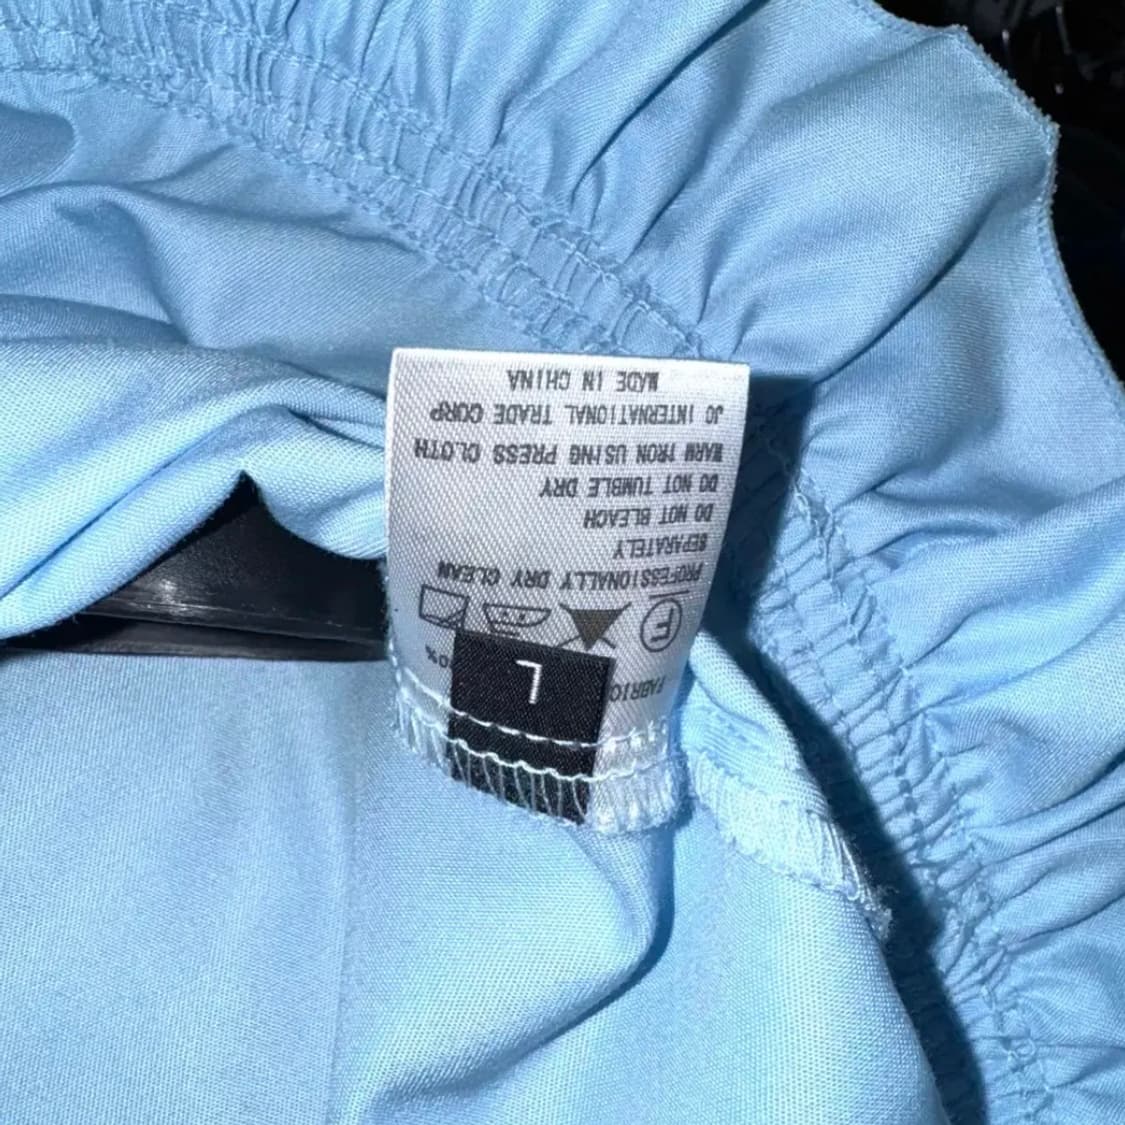 L
FABRIC
F
PROFESSIONALLY DRY CLEAN
SEPARATELY
DO NOT BLEACH
DO NOT TUMBLE DRY
WARM IRON USING PRESS CLOTH
JC INTERNATIONAL TRADE CORP
MADE IN CHINA